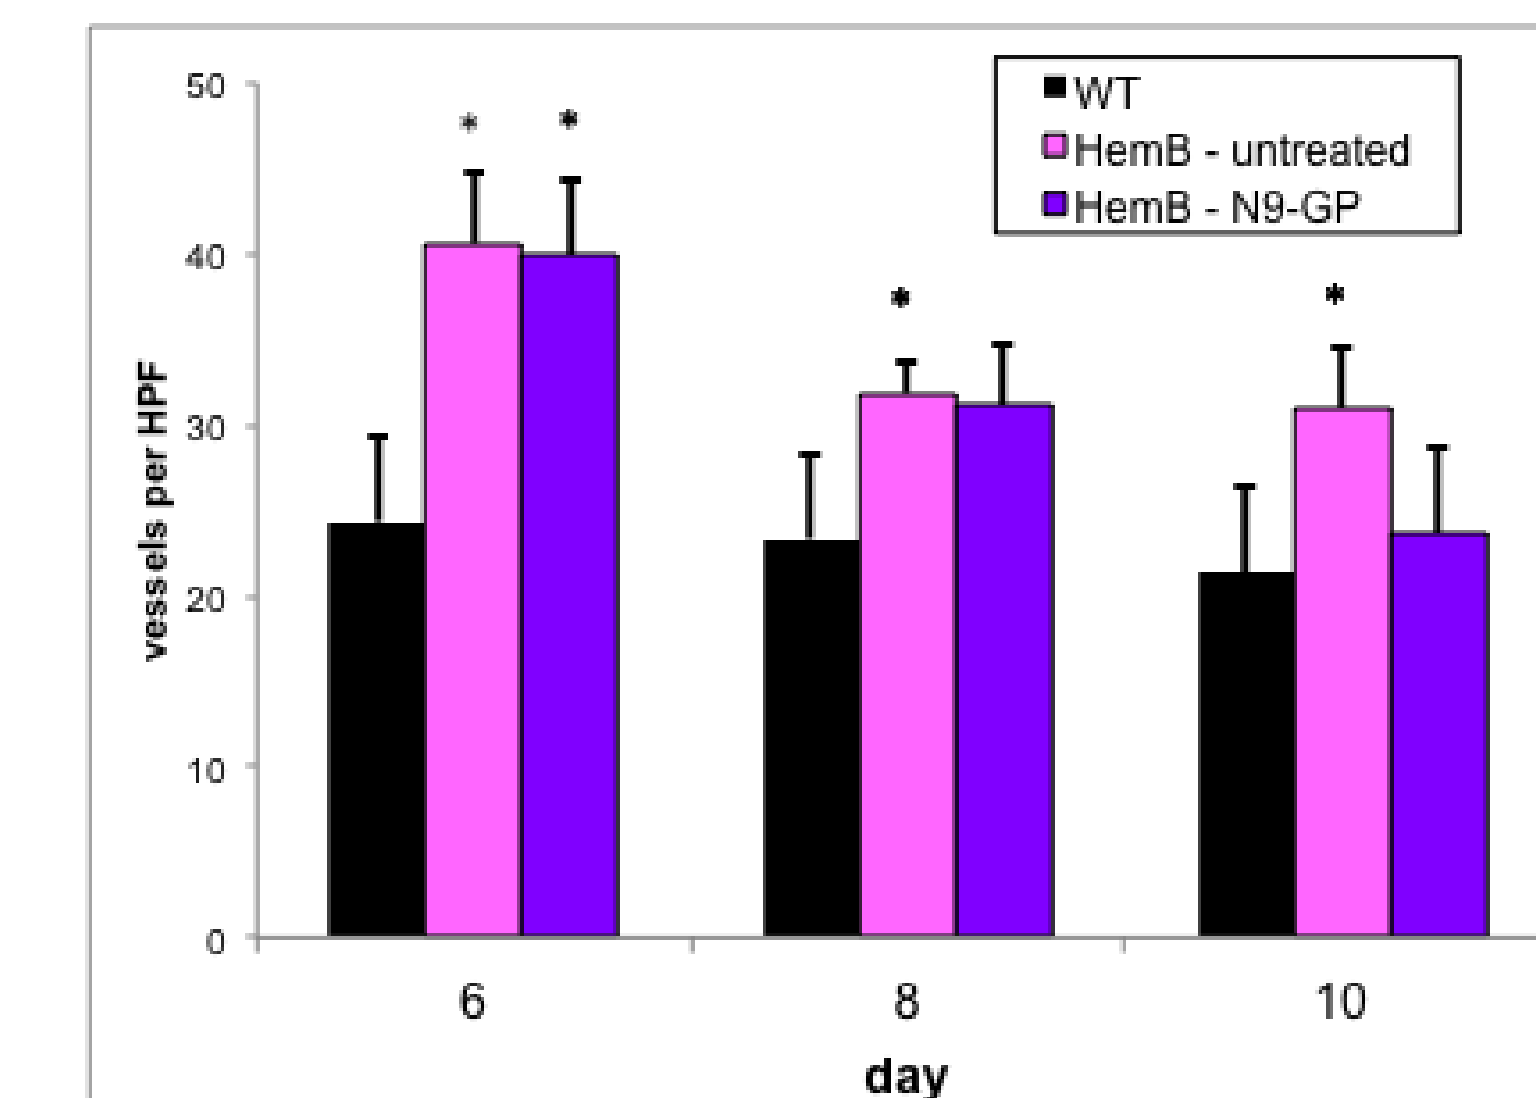 WT
HemB - untreated
HemB - N9-GP
50
* *
40
* *
30
20
10
0
vessels per HPF
6 8 10
day